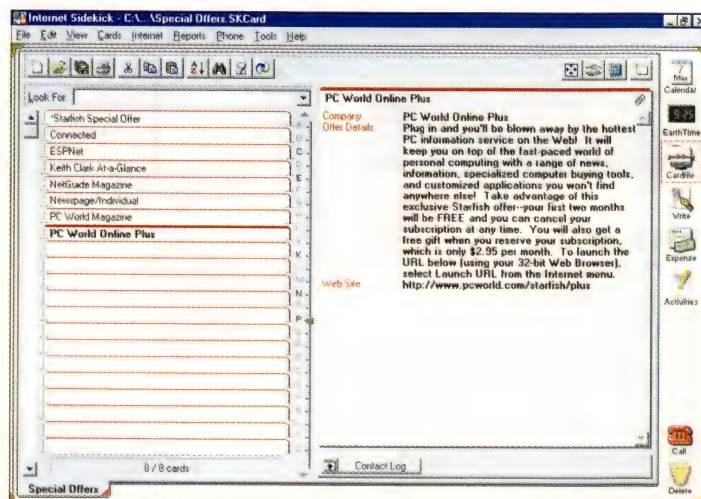 Internet Sidekick - C:\...\Special Offers.SKCard
File Edit View Cards Internet Reports Phone Tools Help
Look For:
*Starfish Special Offer
Connected
ESPNet
Keith Clark At-a-Glance
NetGuide Magazine
Newspage/Individual
PC World Magazine
PC World Online Plus
C
E
K
N
P
8 / 8 cards
Special Offers
PC World Online Plus
Company PC World Online Plus
Offer Details Plug in and you'll be blown away by the hottest
PC information service on the Web! It will
keep you on top of the fast-paced world of
personal computing with a range of news,
information, specialized computer buying tools,
and customized applications you won't find
anywhere else! Take advantage of this
exclusive Starfish offer--your first two months
will be FREE and you can cancel your
subscription at any time. You will also get a
free gift when you reserve your subscription,
which is only $2.95 per month. To launch the
URL below (using your 32-bit Web Browser),
select Launch URL from the Internet menu.
Web Site http://www.pcworld.com/starfish/plus
Contact Log
7
Calendar
9:25
EarthTime
Cardfile
Write
Expense
Activities
Call
Delete